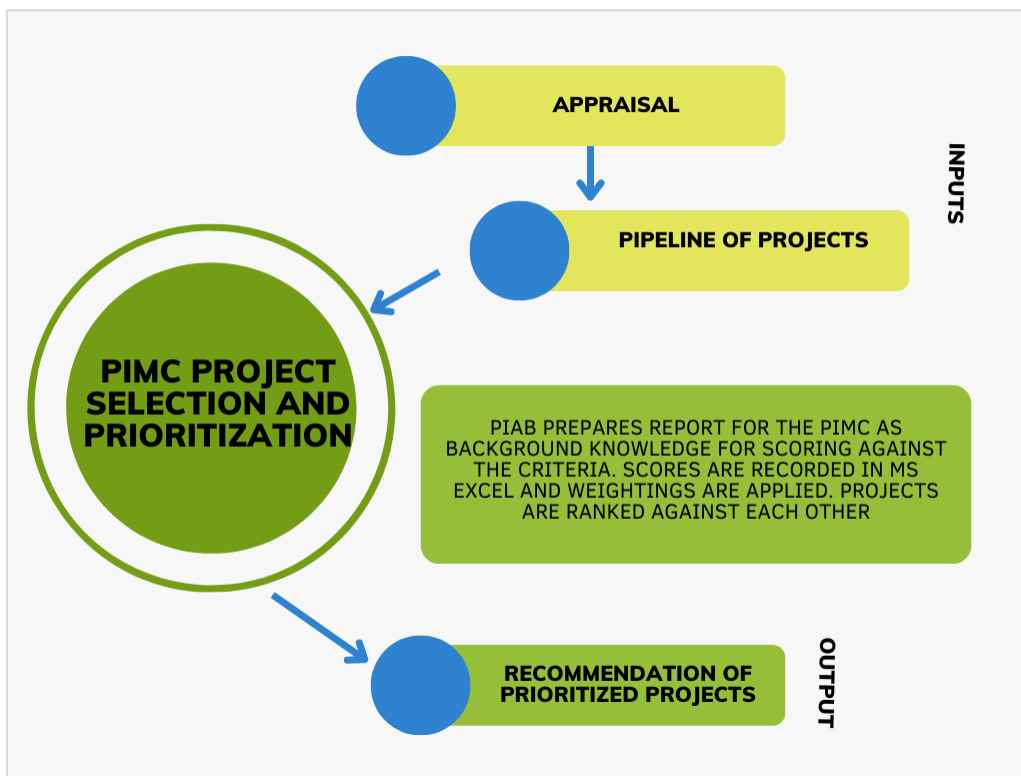 APPRAISAL
INPUTS
PIPELINE OF PROJECTS
PIMC PROJECT
SELECTION AND
PRIORITIZATION
PIAB PREPARES REPORT FOR THE PIMC AS
BACKGROUND KNOWLEDGE FOR SCORING AGAINST
THE CRITERIA. SCORES ARE RECORDED IN MS
EXCEL AND WEIGHTINGS ARE APPLIED. PROJECTS
ARE RANKED AGAINST EACH OTHER
RECOMMENDATION OF
PRIORITIZED PROJECTS
OUTPUT